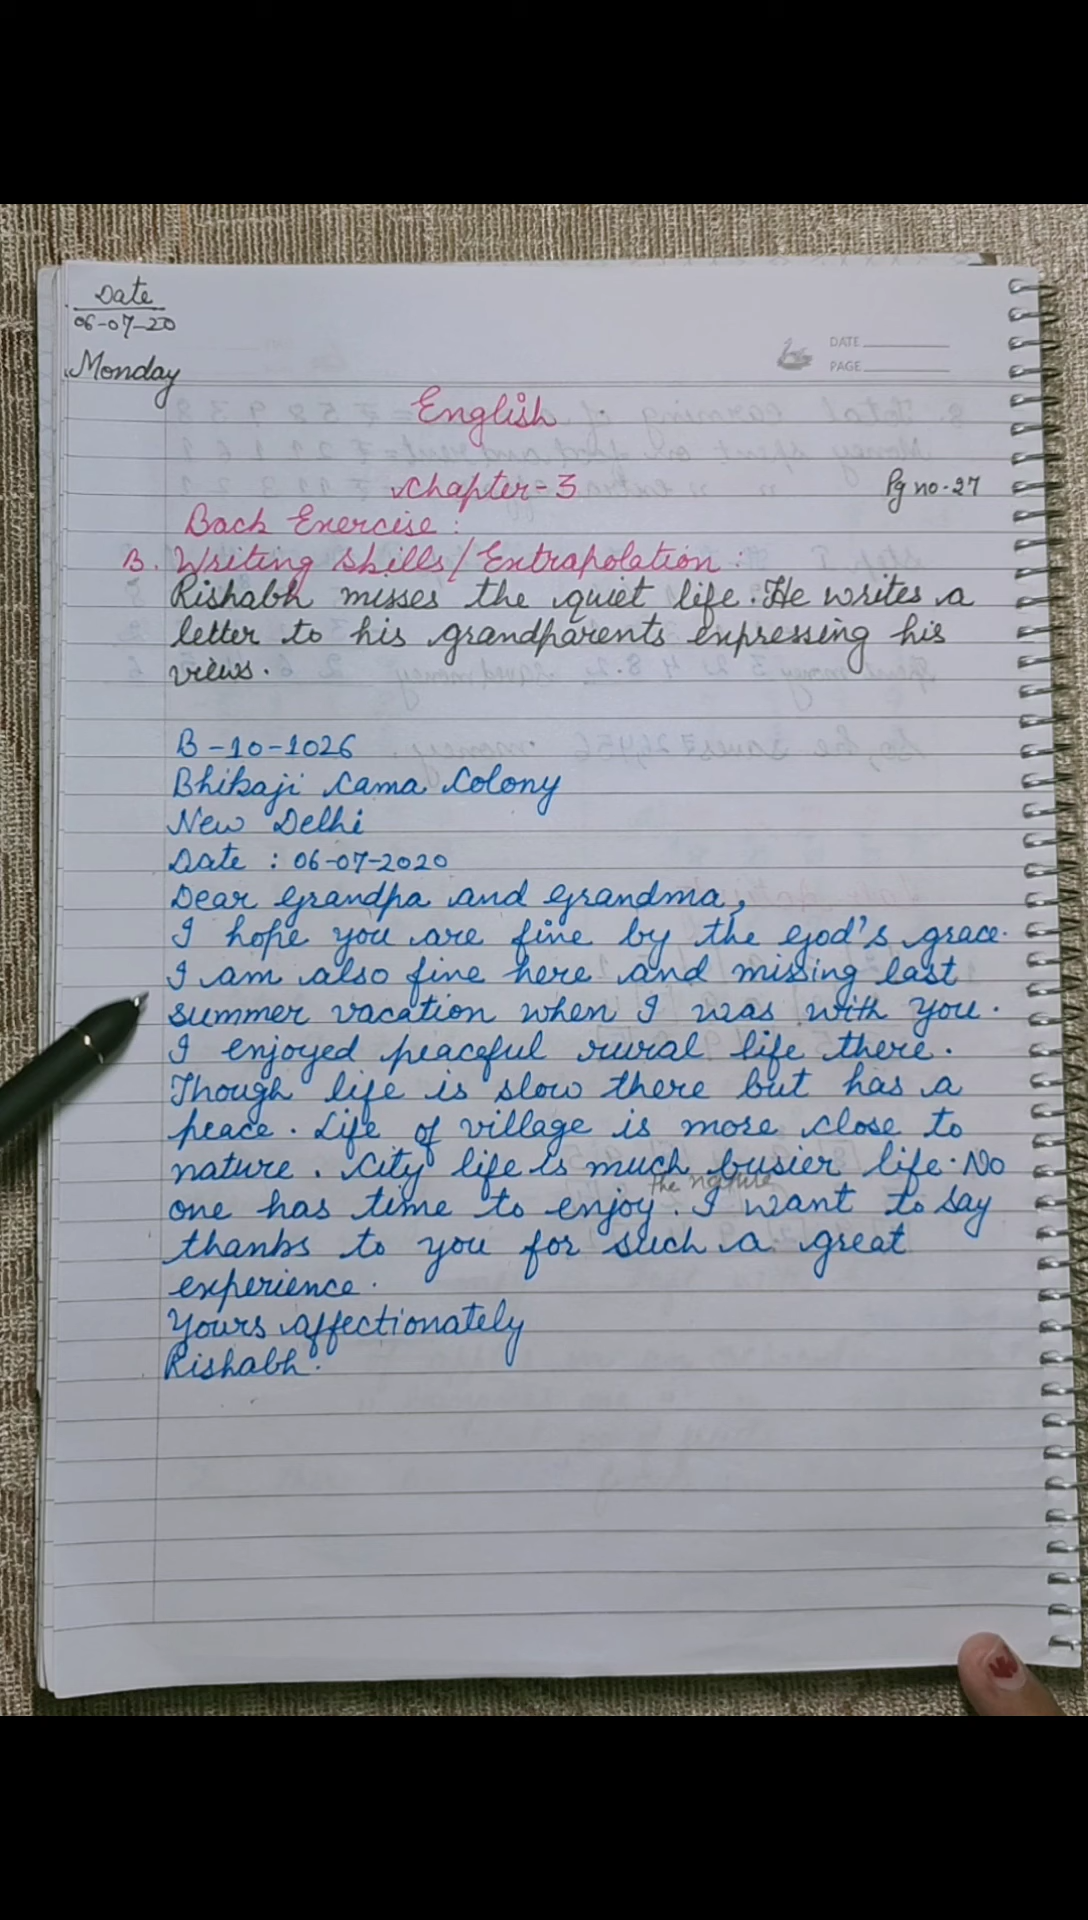 Date
06-07-20
Monday
DATE
PAGE
English
Chapter-3
Pg no-27
Back Exercise:
B. Writing Skills/Extrapolation:
Rishabh misses the quiet life. He writes a
letter to his grandparents expressing his
views.
B-10-1026
Bhikaji Cama Colony
New Delhi
Date : 06-07-2020
Dear Grandpa and Grandma,
I hope you are fine by the God's grace.
I am also fine here and missing last
summer vacation when I was with you.
I enjoyed peaceful rural life there.
Though life is slow there but has a
peace. Life of village is more close to
nature. City life is much busier life. No
the nature
one has time to enjoy. I want to say
thanks to you for such a great
experience.
Yours affectionately
Rishabh.